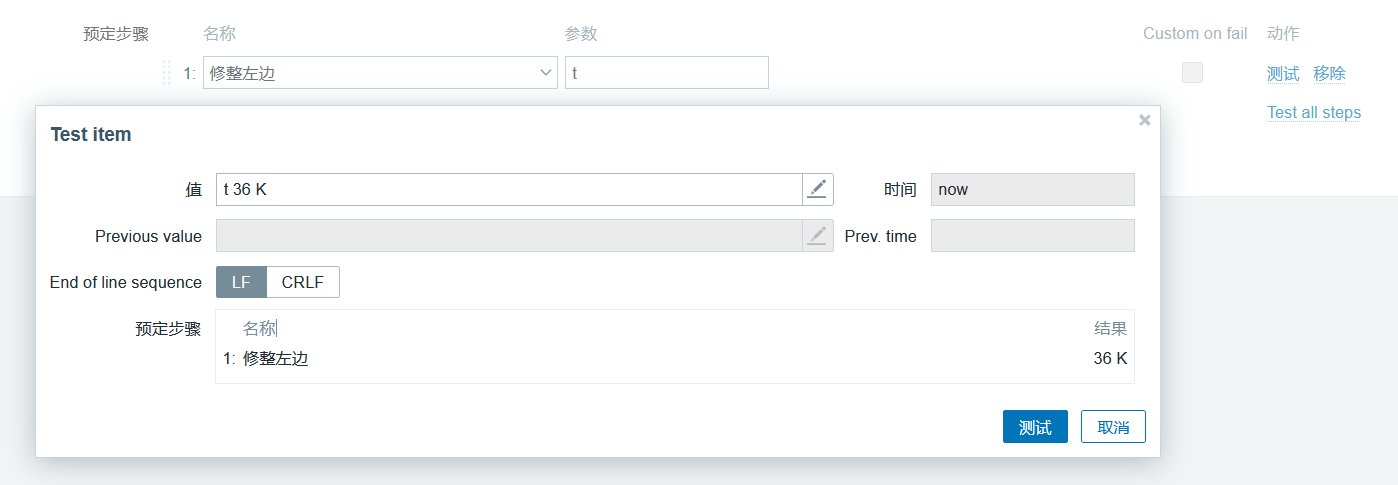 预定步骤 名称 参数 Custom on fail 动作
1: 修整左边 t 测试 移除
Test all steps
Test item
值 t 36 K 时间 now
Previous value Prev. time
End of line sequence LF CRLF
预定步骤 名称 结果
1: 修整左边 36 K
测试 取消